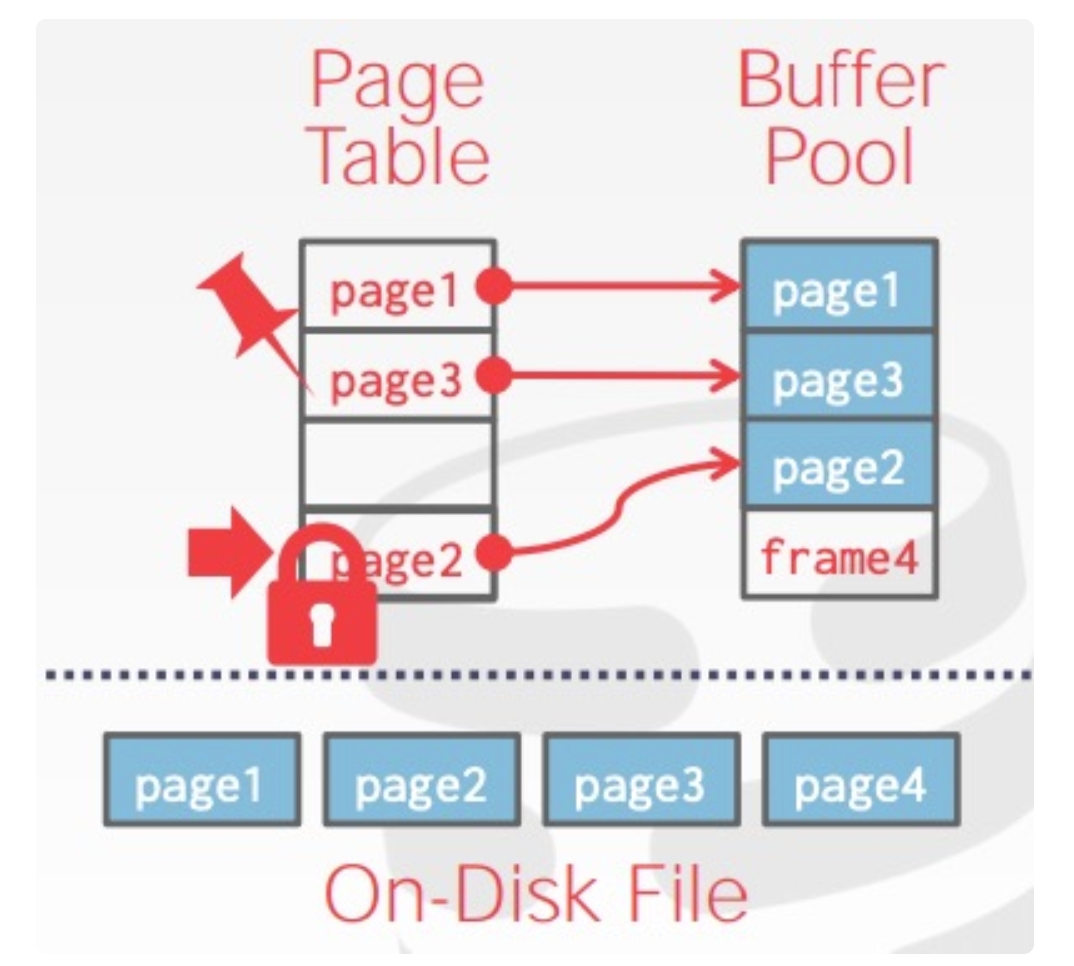 Page
Table
Buffer
Pool
page1
page3
page2
page1
page3
page2
frame4
page1 page2 page3 page4
On-Disk File